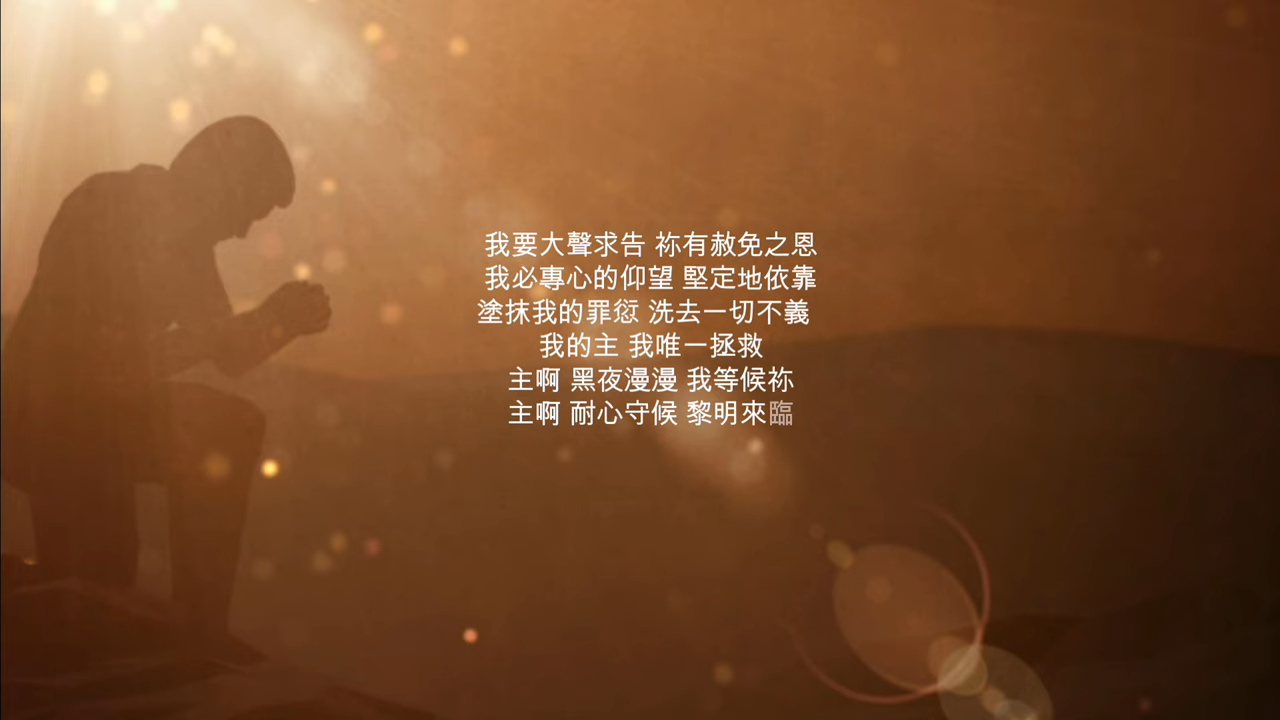 我要大聲求告 祢有赦免之恩
我必專心的仰望 堅定地依靠
塗抹我的罪愆 洗去一切不義
我的主 我唯一拯救
主啊 黑夜漫漫 我等候祢
主啊 耐心守候 黎明來臨